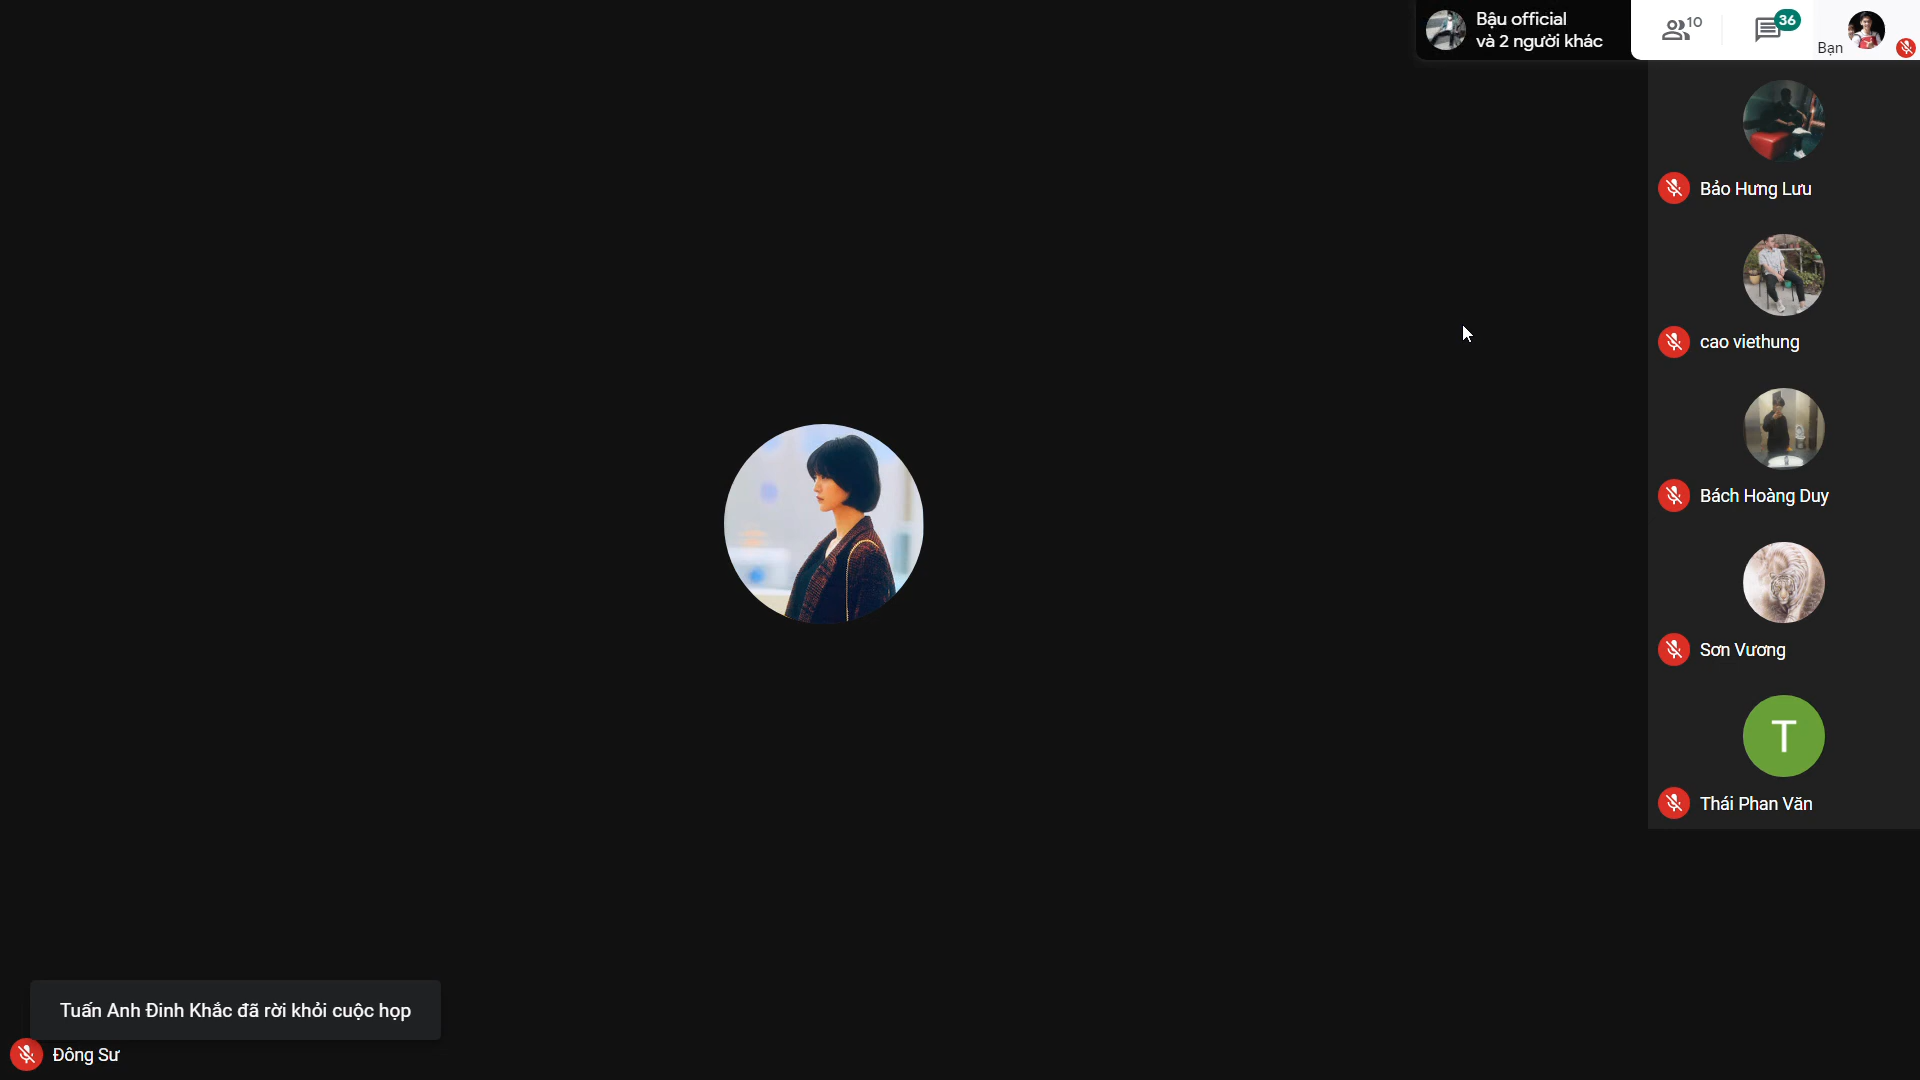 Bậu official
và 2 người khác
10
36
Bạn
Bảo Hưng Lưu
cao viethung
Bách Hoàng Duy
Sơn Vương
T
Thái Phan Văn
Tuấn Anh Đinh Khắc đã rời khỏi cuộc họp
Đông Sư